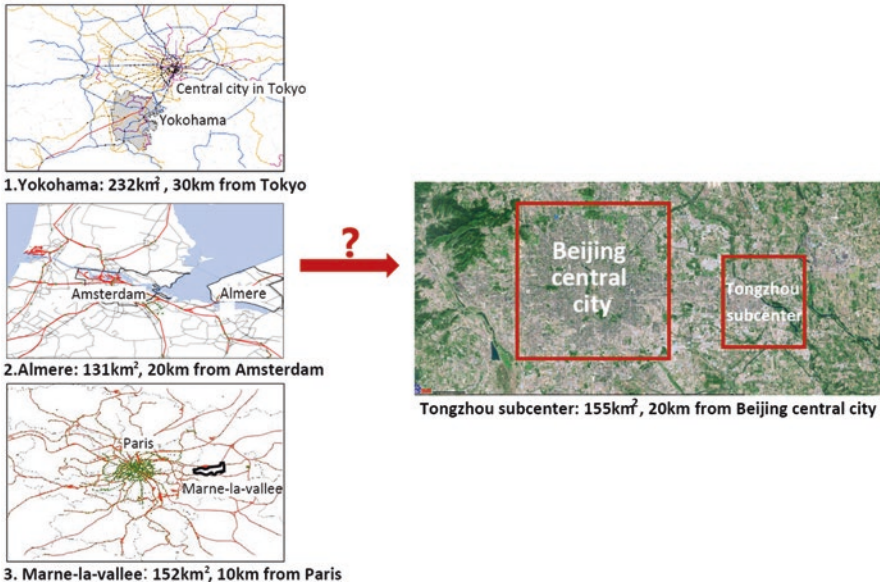 Central city in Tokyo
Yokohama
1.Yokohama: 232km², 30km from Tokyo
Amsterdam
Almere
2.Almere: 131km², 20km from Amsterdam
Paris
Marne-la-vallee
3. Marne-la-vallee: 152km², 10km from Paris
?
Beijing
central
city
Tongzhou
subcenter
Tongzhou subcenter: 155km², 20km from Beijing central city